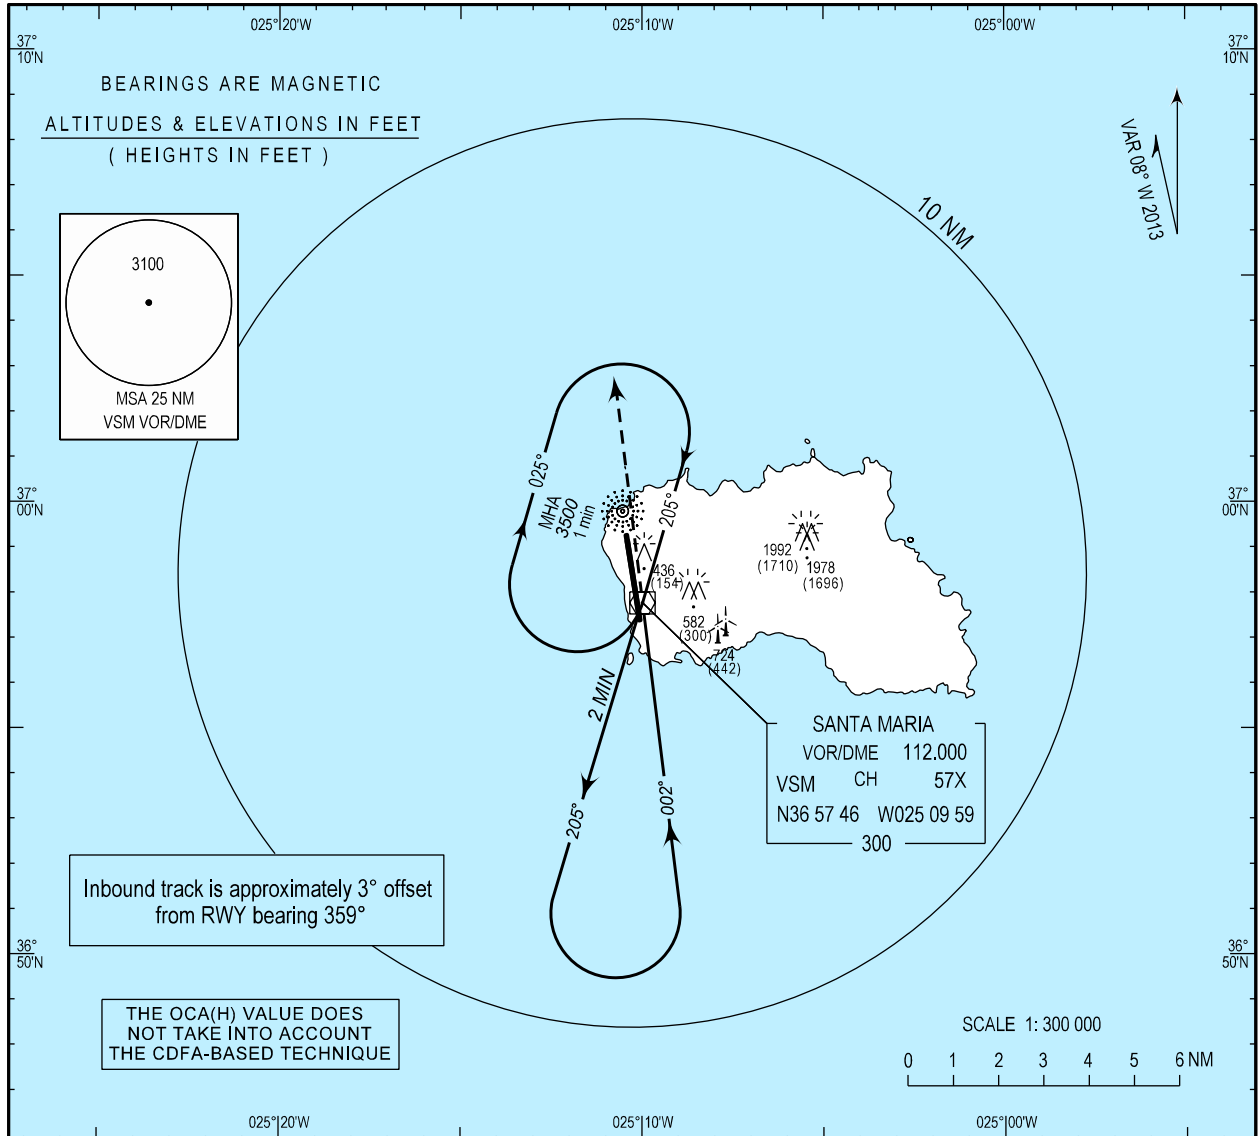 025°20'W
025°10'W
025°00'W
37°
10'N
37°
10'N
BEARINGS ARE MAGNETIC
ALTITUDES & ELEVATIONS IN FEET
( HEIGHTS IN FEET )
VAR 08° W 2013
10 NM
3100
MSA 25 NM
VSM VOR/DME
025°
MHA
3500
1 min
205°
37°
00'N
37°
00'N
1992
(1710)
1978
(1696)
436
(154)
582
(300)
724
(442)
2 MIN
205°
002°
SANTA MARIA
VOR/DME 112.000
VSM CH 57X
N36 57 46 W025 09 59
300
Inbound track is approximately 3° offset
from RWY bearing 359°
36°
50'N
36°
50'N
THE OCA(H) VALUE DOES
NOT TAKE INTO ACCOUNT
THE CDFA-BASED TECHNIQUE
SCALE 1: 300 000
0 1 2 3 4 5 6 NM
025°20'W
025°10'W
025°00'W